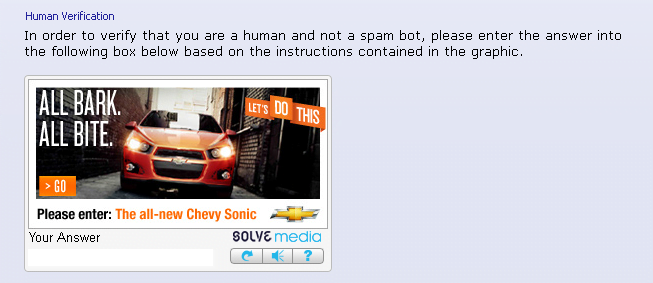 Human Verification
In order to verify that you are a human and not a spam bot, please enter the answer into
the following box below based on the instructions contained in the graphic.
ALL BARK.
ALL BITE.
LET'S DO THIS
> GO
Please enter: The all-new Chevy Sonic
Your Answer
SOLVE media
?